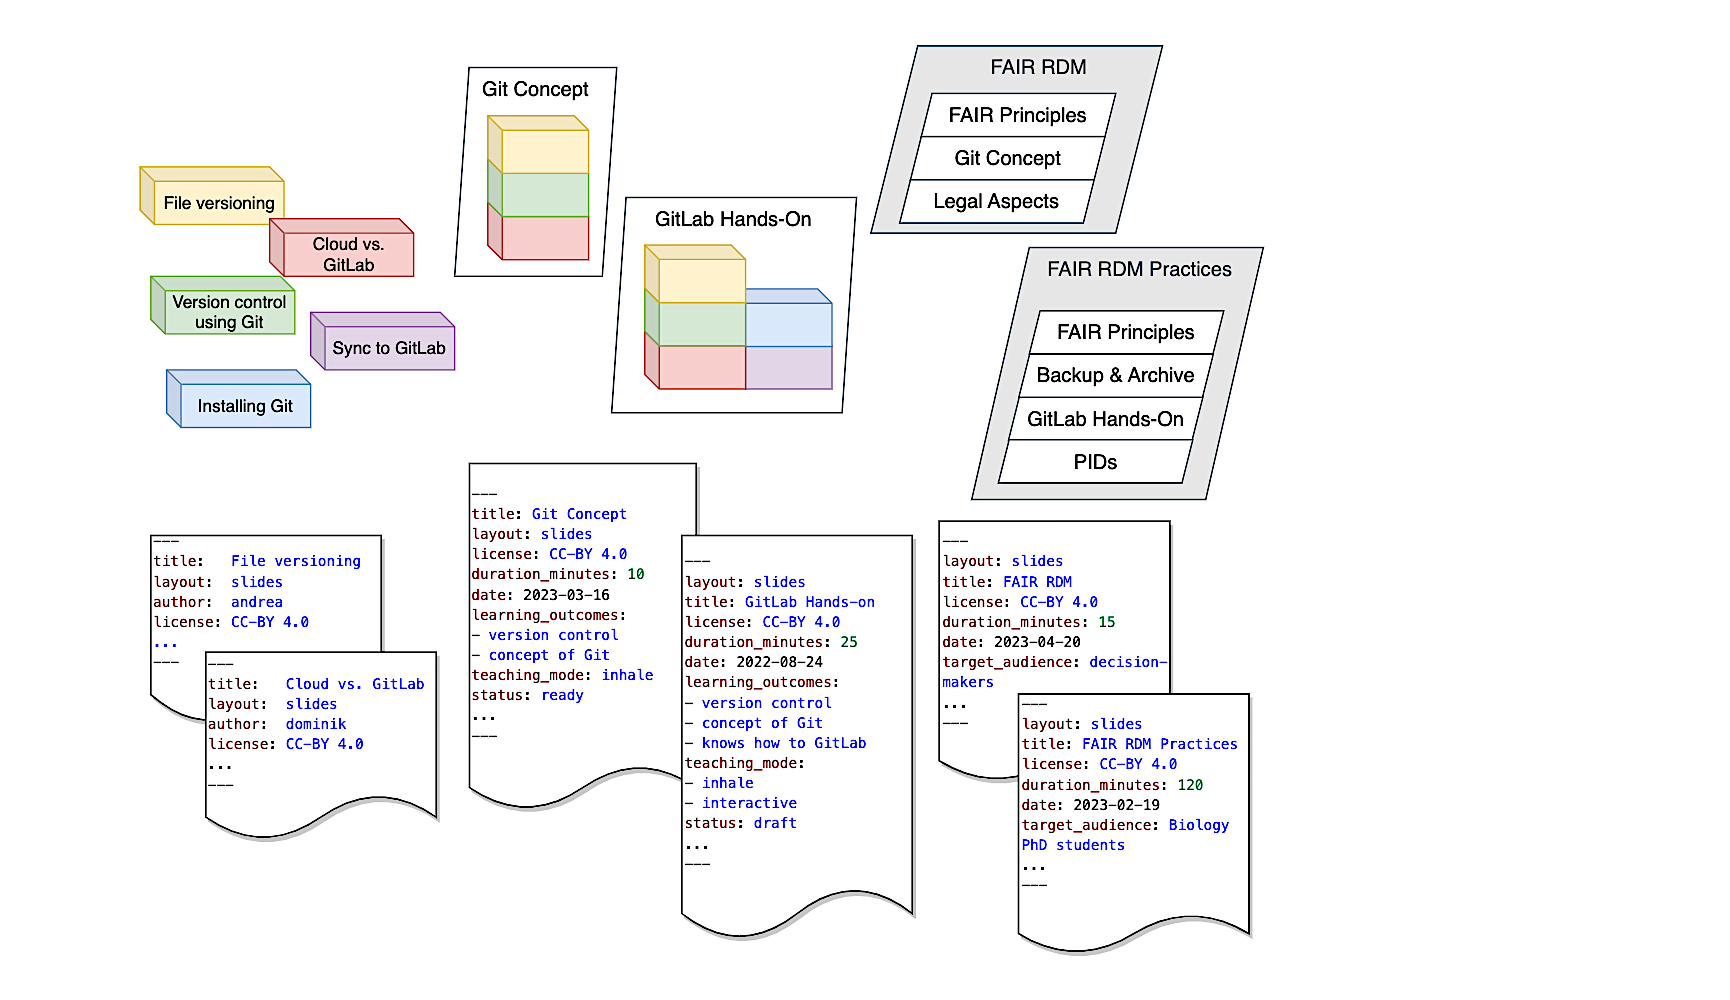 Git Concept
FAIR RDM
FAIR Principles
Git Concept
Legal Aspects
File versioning
Cloud vs.
GitLab
Version control
using Git
Sync to GitLab
Installing Git
GitLab Hands-On
FAIR RDM Practices
FAIR Principles
Backup & Archive
GitLab Hands-On
PIDs
---
title: File versioning
layout: slides
author: andrea
license: CC-BY 4.0
...
---
---
title: Cloud vs. GitLab
layout: slides
author: dominik
license: CC-BY 4.0
...
---
---
title: Git Concept
layout: slides
license: CC-BY 4.0
duration_minutes: 10
date: 2023-03-16
learning_outcomes:
- version control
- concept of Git
teaching_mode: inhale
status: ready
...
---
---
layout: slides
title: GitLab Hands-on
license: CC-BY 4.0
duration_minutes: 25
date: 2022-08-24
learning_outcomes:
- version control
- concept of Git
- knows how to GitLab
teaching_mode:
- inhale
- interactive
status: draft
...
---
---
layout: slides
title: FAIR RDM
license: CC-BY 4.0
duration_minutes: 15
date: 2023-04-20
target_audience: decision-
makers
...
---
---
layout: slides
title: FAIR RDM Practices
license: CC-BY 4.0
duration_minutes: 120
date: 2023-02-19
target_audience: Biology
PhD students
...
---